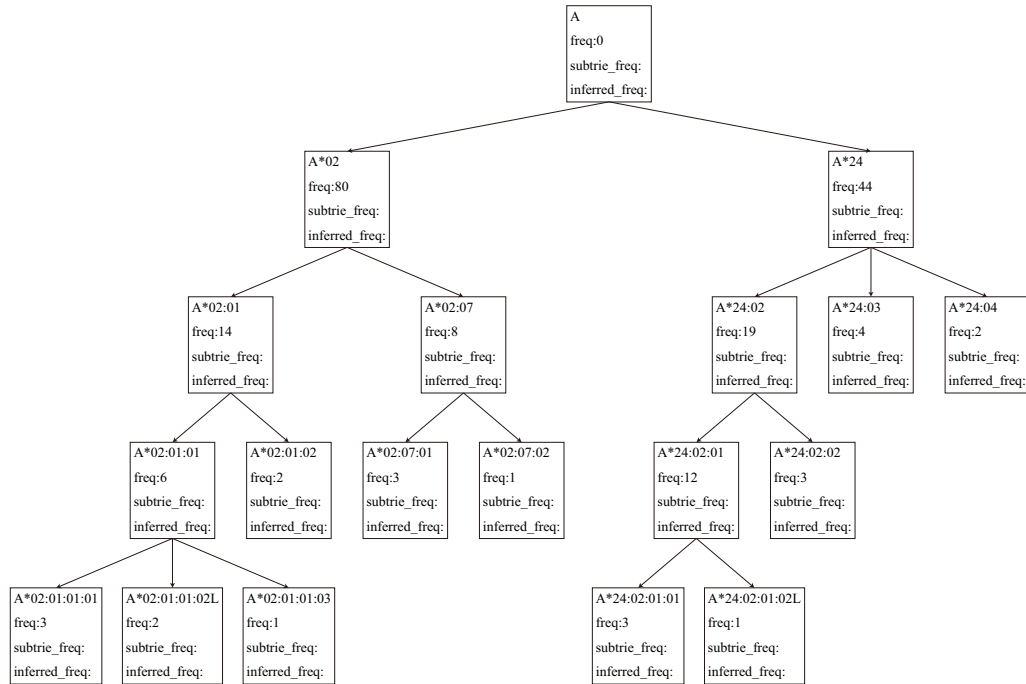 A
freq:0
subtrie_freq:
inferred_freq:
A*02
freq:80
subtrie_freq:
inferred_freq:
A*24
freq:44
subtrie_freq:
inferred_freq:
A*02:01
freq:14
subtrie_freq:
inferred_freq:
A*02:07
freq:8
subtrie_freq:
inferred_freq:
A*24:02
freq:19
subtrie_freq:
inferred_freq:
A*24:03
freq:4
subtrie_freq:
inferred_freq:
A*24:04
freq:2
subtrie_freq:
inferred_freq:
A*02:01:01
freq:6
subtrie_freq:
inferred_freq:
A*02:01:02
freq:2
subtrie_freq:
inferred_freq:
A*02:07:01
freq:3
subtrie_freq:
inferred_freq:
A*02:07:02
freq:1
subtrie_freq:
inferred_freq:
A*24:02:01
freq:12
subtrie_freq:
inferred_freq:
A*24:02:02
freq:3
subtrie_freq:
inferred_freq:
A*02:01:01:01
freq:3
subtrie_freq:
inferred_freq:
A*02:01:01:02L
freq:2
subtrie_freq:
inferred_freq:
A*02:01:01:03
freq:1
subtrie_freq:
inferred_freq:
A*24:02:01:01
freq:3
subtrie_freq:
inferred_freq:
A*24:02:01:02L
freq:1
subtrie_freq:
inferred_freq: